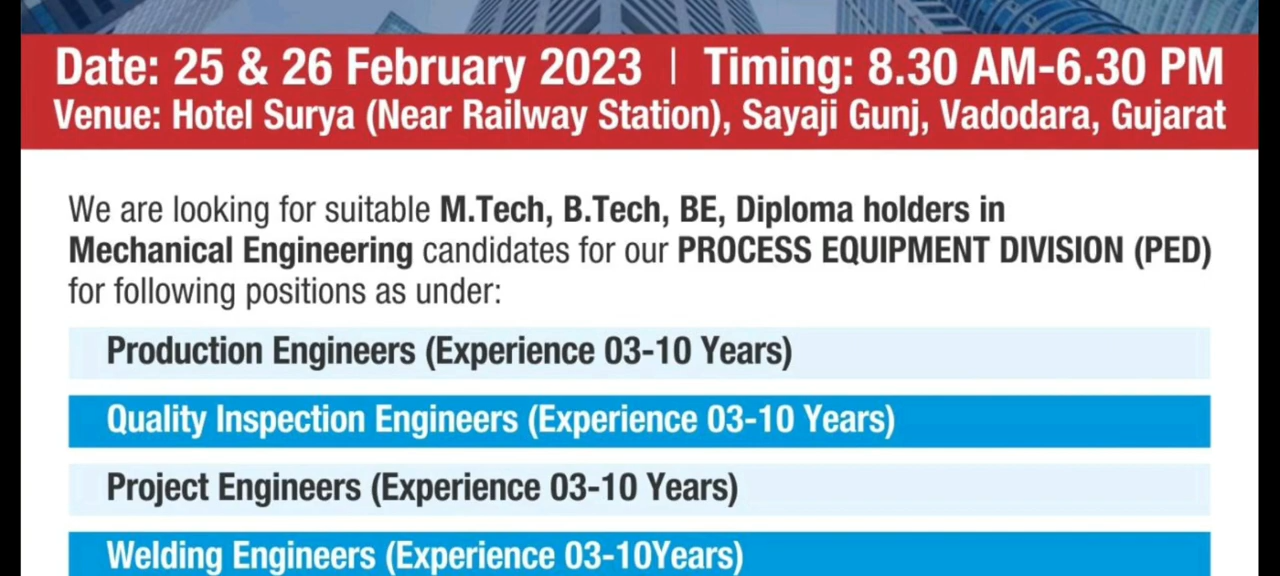 Date: 25 & 26 February 2023 | Timing: 8.30 AM-6.30 PM
Venue: Hotel Surya (Near Railway Station), Sayaji Gunj, Vadodara, Gujarat
We are looking for suitable M.Tech, B.Tech, BE, Diploma holders in
Mechanical Engineering candidates for our PROCESS EQUIPMENT DIVISION (PED)
for following positions as under:
Production Engineers (Experience 03-10 Years)
Quality Inspection Engineers (Experience 03-10 Years)
Project Engineers (Experience 03-10 Years)
Welding Engineers (Experience 03-10Years)